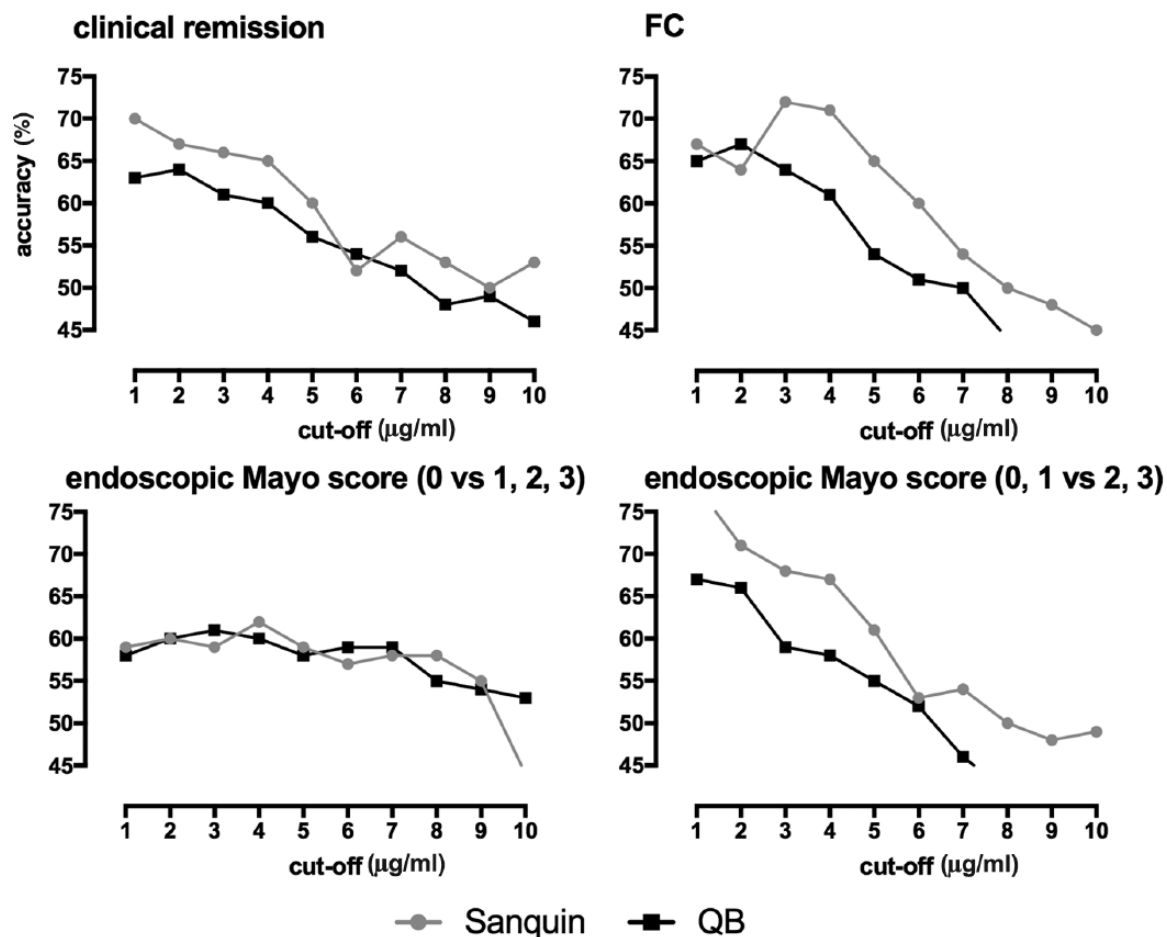 clinical remission
75
70
65
60
55
50
45
accuracy (%)
1 2 3 4 5 6 7 8 9 10
cut-off (μg/ml)
FC
75
70
65
60
55
50
45
1 2 3 4 5 6 7 8 9 10
cut-off (μg/ml)
endoscopic Mayo score (0 vs 1, 2, 3)
75
70
65
60
55
50
45
1 2 3 4 5 6 7 8 9 10
cut-off (μg/ml)
endoscopic Mayo score (0, 1 vs 2, 3)
75
70
65
60
55
50
45
1 2 3 4 5 6 7 8 9 10
cut-off (μg/ml)
Sanquin QB